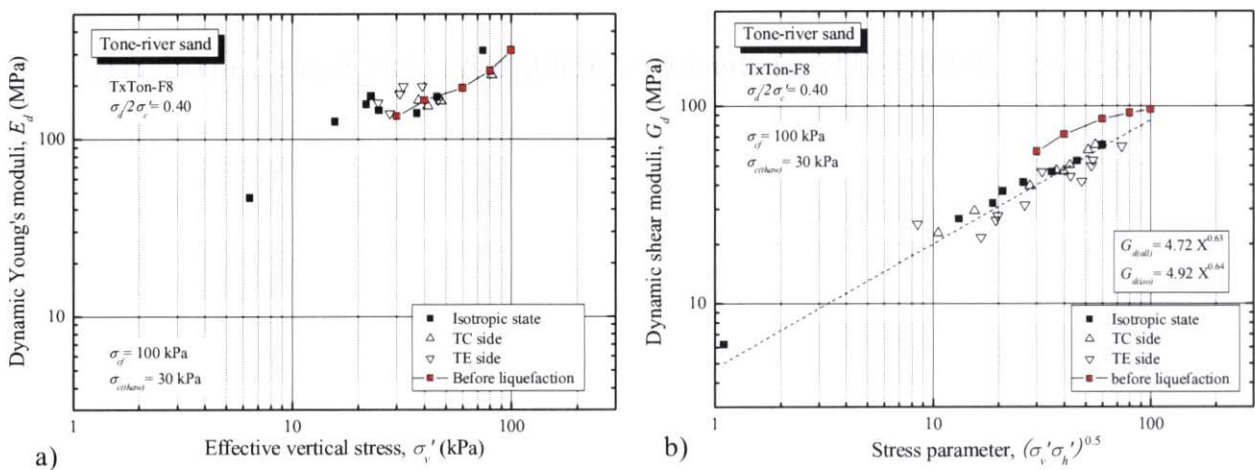 Tone-river sand
TxTon-F8
σd/2σc' = 0.40
100
10
σcf = 100 kPa
σc(thaw) = 30 kPa
Isotropic state
TC side
TE side
Before liquefaction
1 10 100
Effective vertical stress, σv' (kPa)
Dynamic Young's moduli, Ed (MPa)
a)
Tone-river sand
TxTon-F8
σd/2σc' = 0.40
100
σcf = 100 kPa
σc(thaw) = 30 kPa
10
Gd(all) = 4.72 X^0.63
Gd(iso) = 4.92 X^0.64
Isotropic state
TC side
TE side
before liquefaction
1 10 100
Stress parameter, (σv'σh')^0.5
Dynamic shear moduli, Gd (MPa)
b)